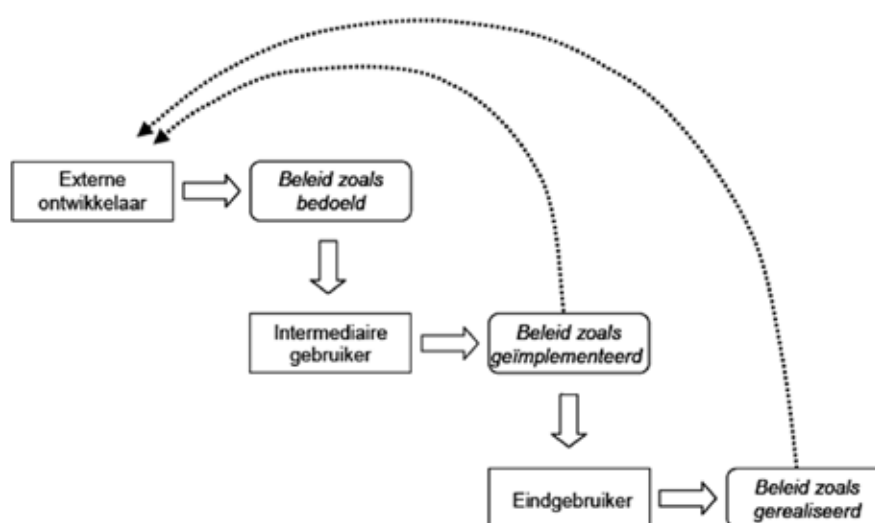 Externe
ontwikkelaar
Beleid zoals
bedoeld
Intermediaire
gebruiker
Beleid zoals
geïmplementeerd
Eindgebruiker
Beleid zoals
gerealiseerd